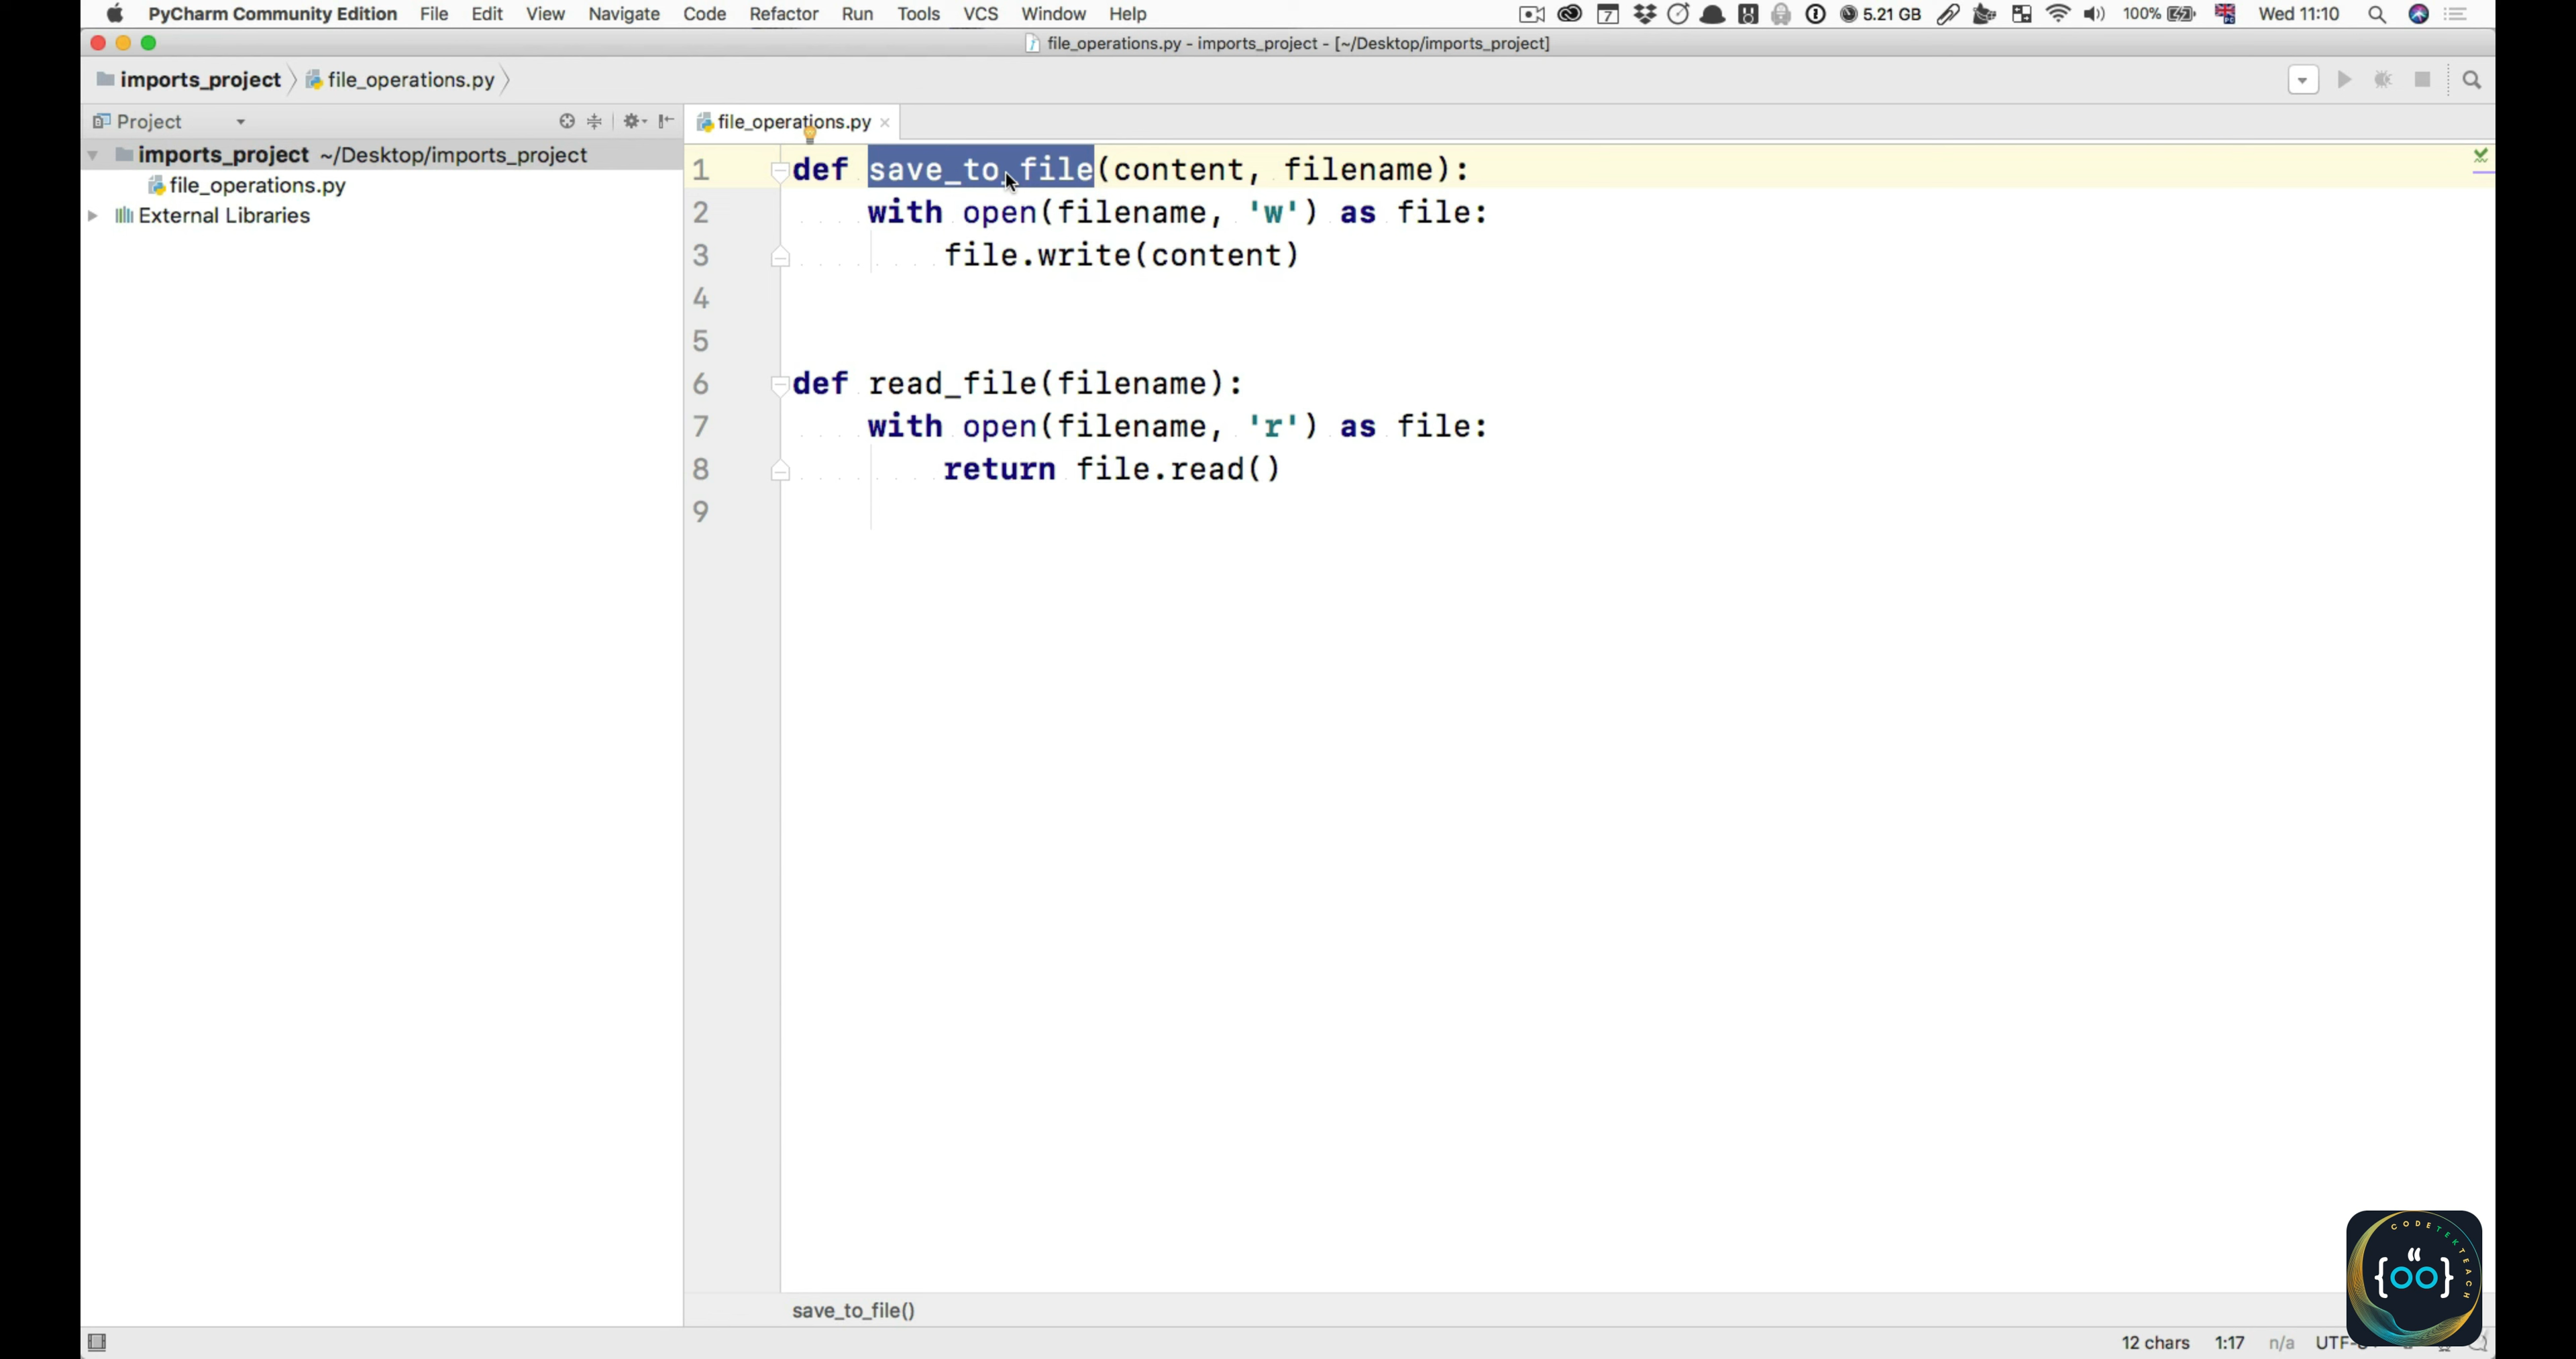 PyCharm Community Edition File Edit View Navigate Code Refactor Run Tools VCS Window Help 7 5.21 GB 100% Wed 11:10
file_operations.py - imports_project - [~/Desktop/imports_project]
imports_project file_operations.py
Project
file_operations.py
imports_project ~/Desktop/imports_project
file_operations.py
External Libraries
1 def save_to_file(content, filename):
2 with open(filename, 'w') as file:
3 file.write(content)
4
5
6 def read_file(filename):
7 with open(filename, 'r') as file:
8 return file.read()
9
save_to_file()
CODETEKTEACH
12 chars 1:17 n/a